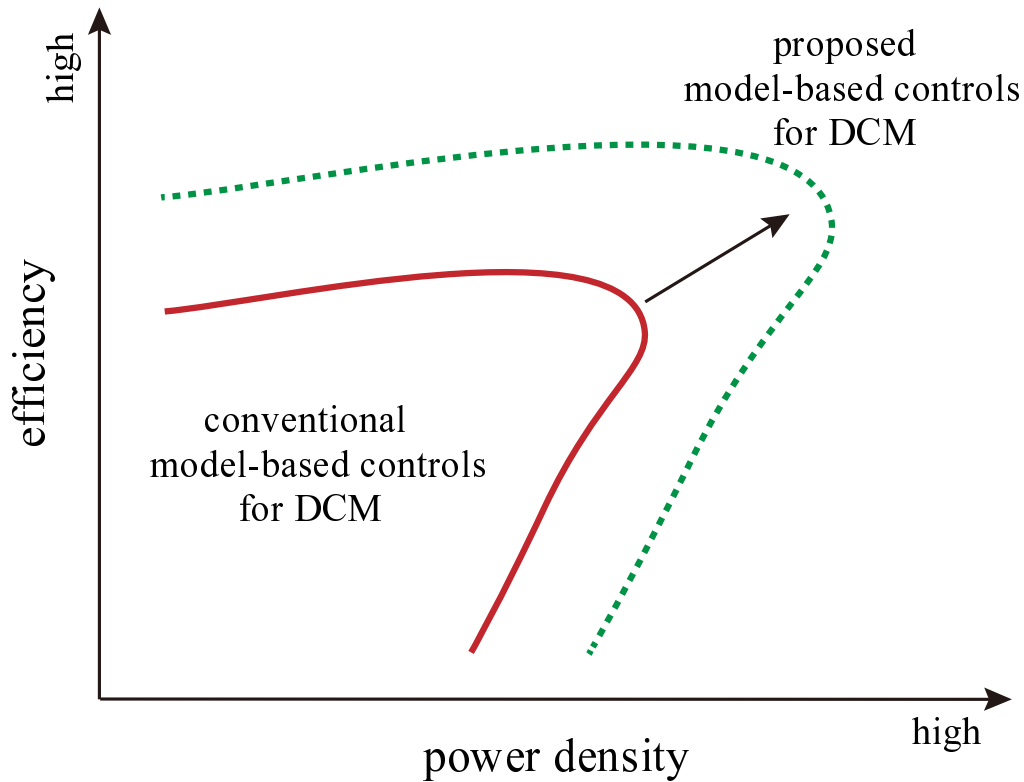 high
proposed
model-based controls
for DCM
efficiency
conventional
model-based controls
for DCM
high
power density